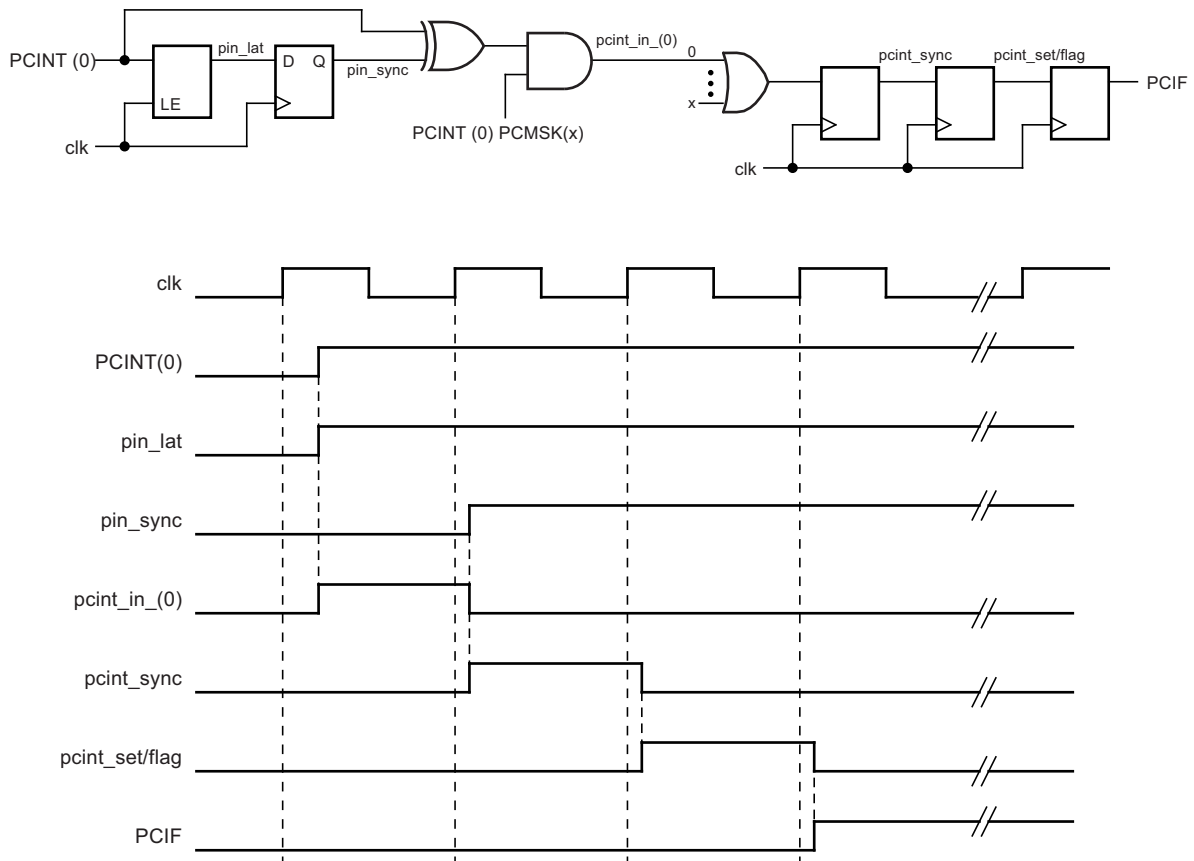 PCINT (0)
pin_lat
D Q
LE
pin_sync
clk
PCINT (0) PCMSK(x)
pcint_in_(0)
0
x
pcint_sync
pcint_set/flag
PCIF
clk
clk
PCINT(0)
pin_lat
pin_sync
pcint_in_(0)
pcint_sync
pcint_set/flag
PCIF